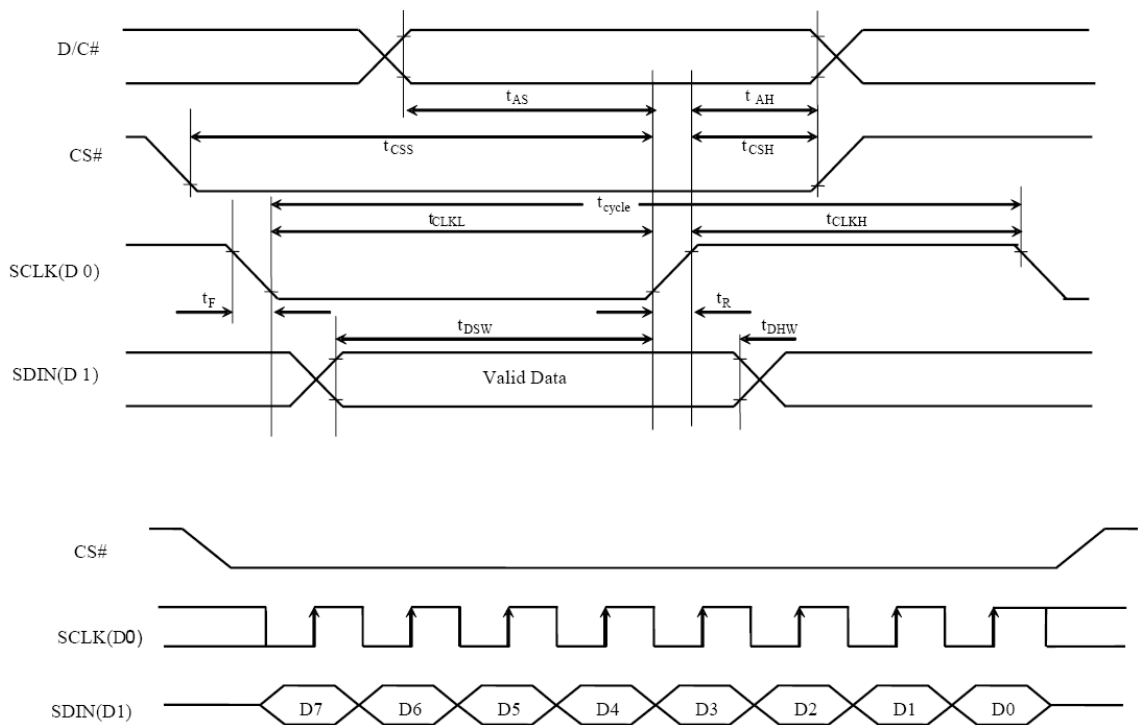 D/C#
tAS
t AH
CS#
tCSS
tCSH
tcycle
tCLKL
tCLKH
SCLK(D 0)
tF
tR
tDSW
tDHW
SDIN(D 1)
Valid Data
CS#
SCLK(D0)
SDIN(D1)
D7 D6 D5 D4 D3 D2 D1 D0